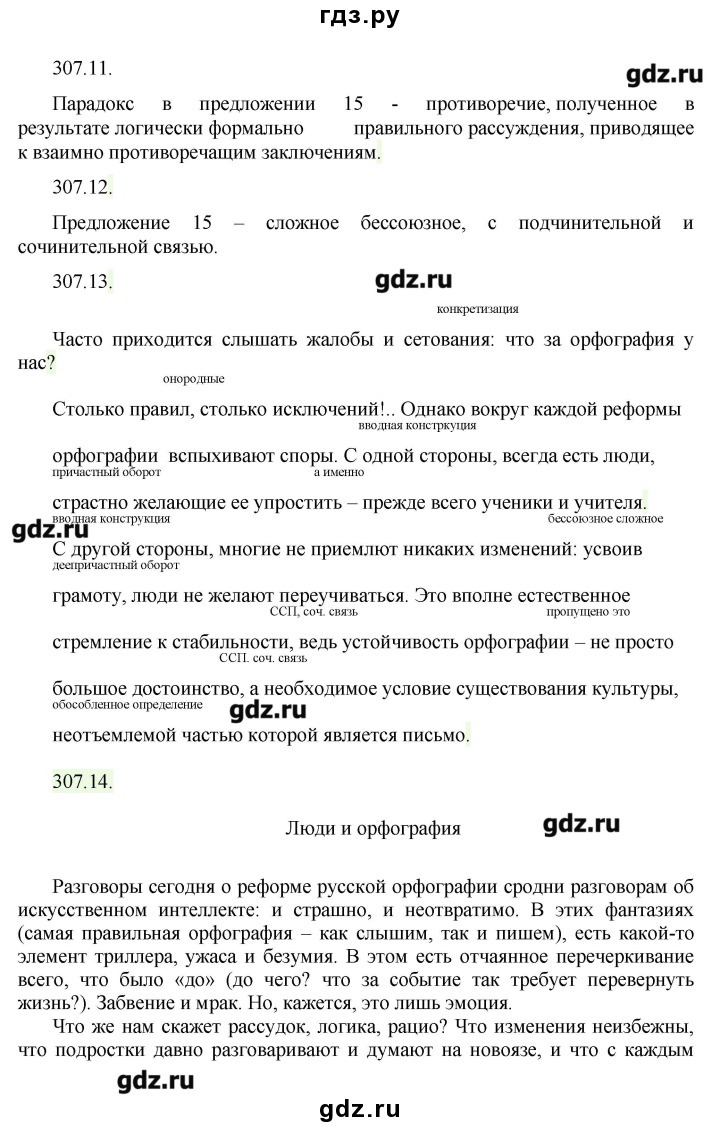 гдз.ру
307.11.
gdz.ru
Парадокс в предложении 15 - противоречие, полученное в
результате логически формально правильного рассуждения, приводящее
к взаимно противоречащим заключениям.
307.12.
Предложение 15 – сложное бессоюзное, с подчинительной и
сочинительной связью.
307.13.
gdz.ru
конкретизация
Часто приходится слышать жалобы и сетования: что за орфография у
нас?
онородные
Столько правил, столько исключений!.. Однако вокруг каждой реформы
вводная констркуция
орфографии вспыхивают споры. С одной стороны, всегда есть люди,
причастный оборот а именно
страстно желающие ее упростить – прежде всего ученики и учителя.
вводная конструкция бессоюзное сложное
gdz.ru
С другой стороны, многие не приемлют никаких изменений: усвоив
деепричастный оборот
грамоту, люди не желают переучиваться. Это вполне естественное
ССП, соч. связь пропущено это
стремление к стабильности, ведь устойчивость орфографии – не просто
ССП. соч. связь
большое достоинство, а необходимое условие существования культуры,
обособленное определение
gdz.ru
неотъемлемой частью которой является письмо.
307.14.
Люди и орфография
gdz.ru
Разговоры сегодня о реформе русской орфографии сродни разговорам об
искусственном интеллекте: и страшно, и неотвратимо. В этих фантазиях
(самая правильная орфография – как слышим, так и пишем), есть какой-то
элемент триллера, ужаса и безумия. В этом есть отчаянное перечеркивание
всего, что было «до» (до чего? что за событие так требует перевернуть
жизнь?). Забвение и мрак. Но, кажется, это лишь эмоция.
Что же нам скажет рассудок, логика, рацио? Что изменения неизбежны,
что подростки давно разговаривают и думают на новоязе, и что с каждым
gdz.ru
gdz.ru